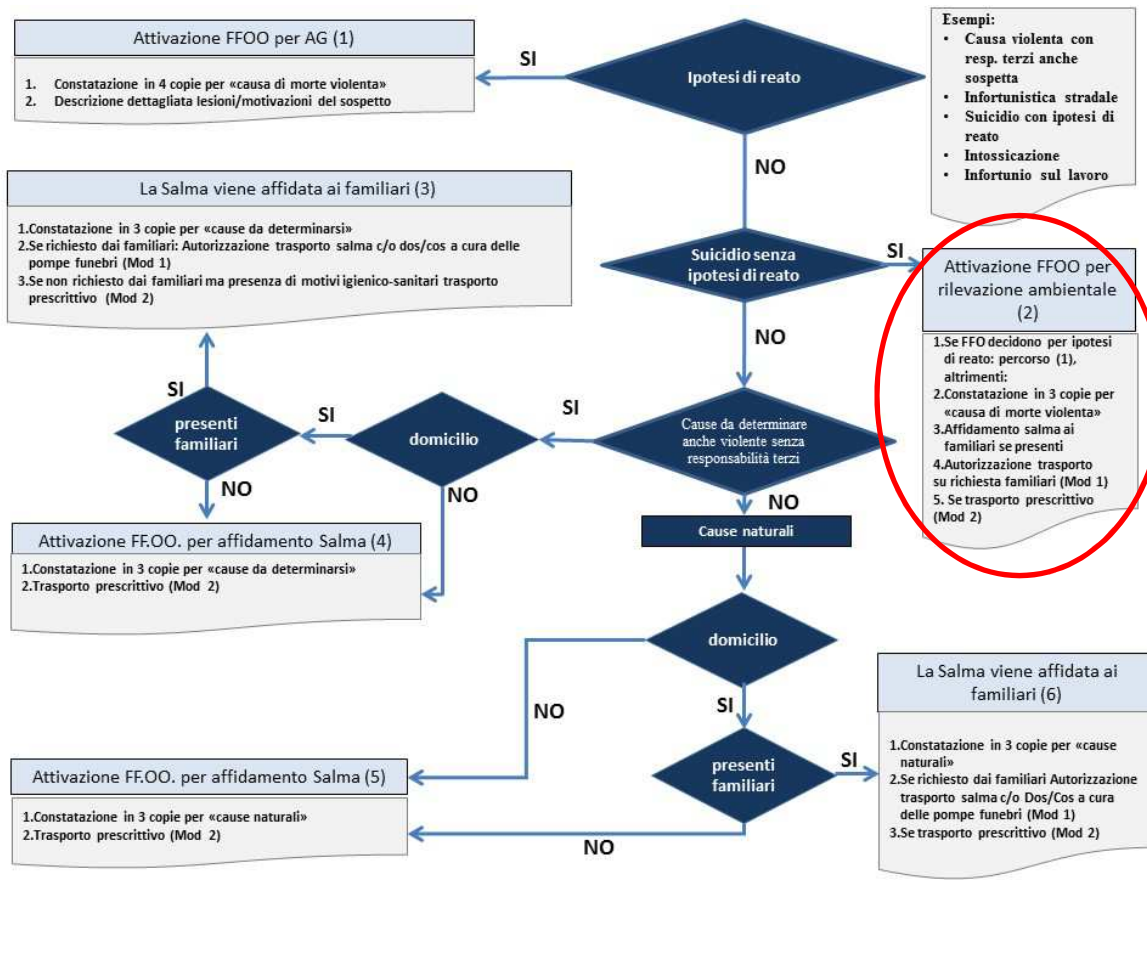 Attivazione FFOO per AG (1)
1. Constatazione in 4 copie per «causa di morte violenta»
2. Descrizione dettagliata lesioni/motivazioni del sospetto
SI
Ipotesi di reato
Esempi:
• Causa violenta con
resp. terzi anche
sospetta
• Infortunistica stradale
• Suicidio con ipotesi di
reato
• Intossicazione
• Infortunio sul lavoro
NO
La Salma viene affidata ai familiari (3)
1.Constatazione in 3 copie per «cause da determinarsi»
2.Se richiesto dai familiari: Autorizzazione trasporto salma c/o dos/cos a cura delle
pompe funebri (Mod 1)
3.Se non richiesto dai familiari ma presenza di motivi igienico-sanitari trasporto
prescrittivo (Mod 2)
Suicidio senza
ipotesi di reato
SI
Attivazione FFOO per
rilevazione ambientale
(2)
1.Se FFO decidono per ipotesi
di reato: percorso (1),
altrimenti:
2.Constatazione in 3 copie per
«causa di morte violenta»
3.Affidamento salma ai
familiari se presenti
4.Autorizzazione trasporto
su richiesta familiari (Mod 1)
5. Se trasporto prescrittivo
(Mod 2)
NO
Cause da determinare
anche violente senza
responsabilità terzi
SI
domicilio
SI
presenti
familiari
SI
NO
NO
NO
Attivazione FF.OO. per affidamento Salma (4)
1.Constatazione in 3 copie per «cause da determinarsi»
2.Trasporto prescrittivo (Mod 2)
Cause naturali
domicilio
NO
SI
presenti
familiari
SI
NO
La Salma viene affidata ai
familiari (6)
1.Constatazione in 3 copie per «cause
naturali»
2.Se richiesto dai familiari Autorizzazione
trasporto salma c/o Dos/Cos a cura
delle pompe funebri (Mod 1)
3.Se trasporto prescrittivo (Mod 2)
Attivazione FF.OO. per affidamento Salma (5)
1.Constatazione in 3 copie per «cause naturali»
2.Trasporto prescrittivo (Mod 2)